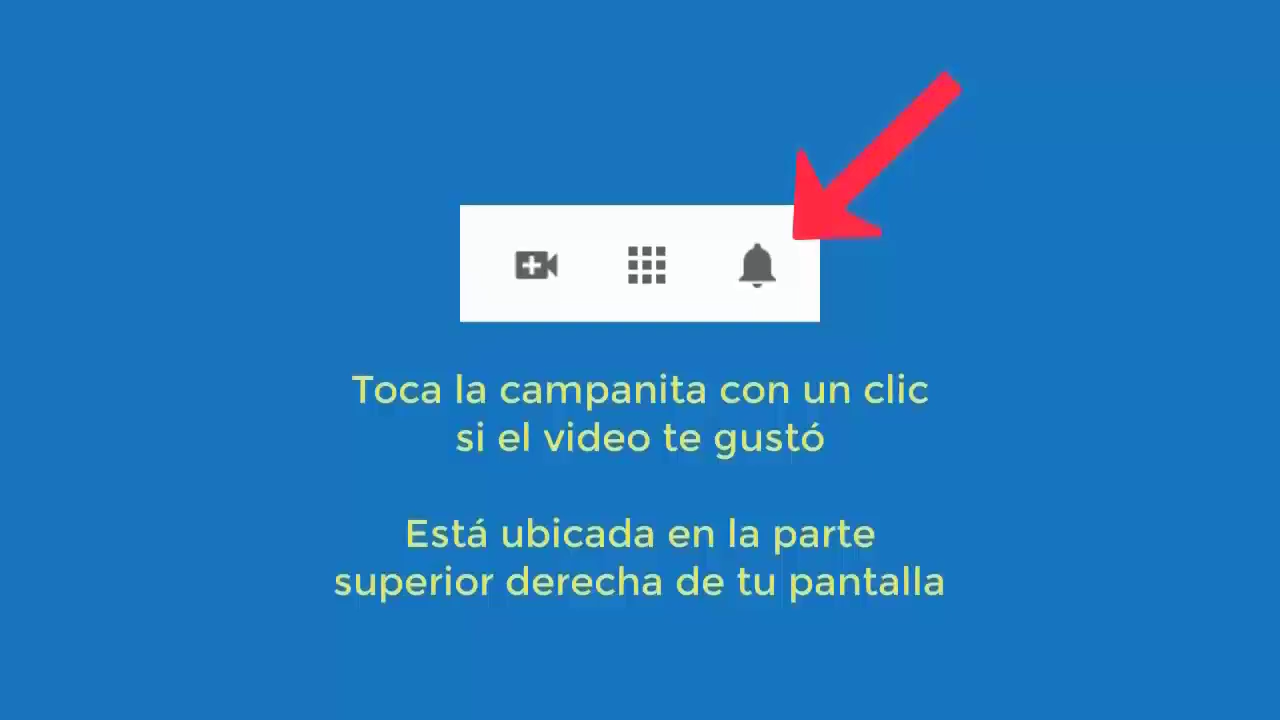 Toca la campanita con un clic
si el video te gustó
Está ubicada en la parte
superior derecha de tu pantalla